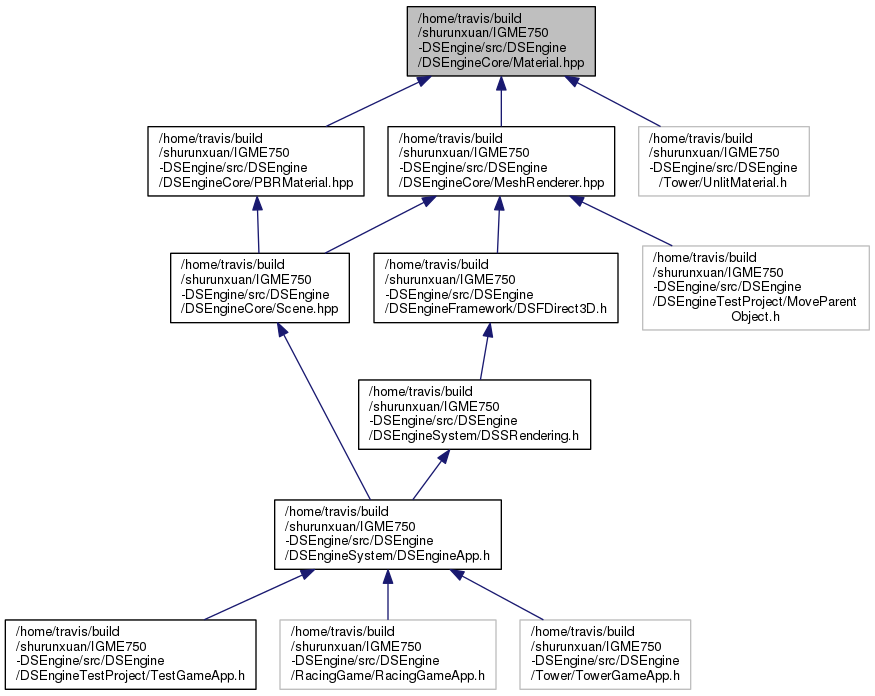 /home/travis/build
/shurunxuan/IGME750
-DSEngine/src/DSEngine
/DSEngineCore/Material.hpp
/home/travis/build
/shurunxuan/IGME750
-DSEngine/src/DSEngine
/DSEngineCore/PBRMaterial.hpp
/home/travis/build
/shurunxuan/IGME750
-DSEngine/src/DSEngine
/DSEngineCore/MeshRenderer.hpp
/home/travis/build
/shurunxuan/IGME750
-DSEngine/src/DSEngine
/Tower/UnlitMaterial.h
/home/travis/build
/shurunxuan/IGME750
-DSEngine/src/DSEngine
/DSEngineCore/Scene.hpp
/home/travis/build
/shurunxuan/IGME750
-DSEngine/src/DSEngine
/DSEngineFramework/DSFDirect3D.h
/home/travis/build
/shurunxuan/IGME750
-DSEngine/src/DSEngine
/DSEngineTestProject/MoveParent
Object.h
/home/travis/build
/shurunxuan/IGME750
-DSEngine/src/DSEngine
/DSEngineSystem/DSSRendering.h
/home/travis/build
/shurunxuan/IGME750
-DSEngine/src/DSEngine
/DSEngineSystem/DSEngineApp.h
/home/travis/build
/shurunxuan/IGME750
-DSEngine/src/DSEngine
/DSEngineTestProject/TestGameApp.h
/home/travis/build
/shurunxuan/IGME750
-DSEngine/src/DSEngine
/RacingGame/RacingGameApp.h
/home/travis/build
/shurunxuan/IGME750
-DSEngine/src/DSEngine
/Tower/TowerGameApp.h